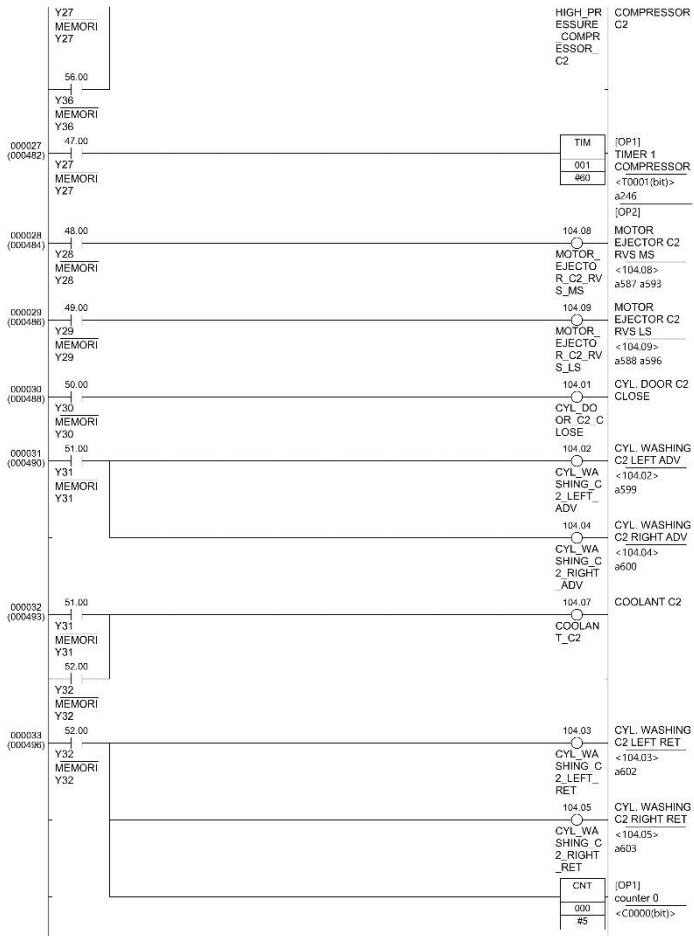 Y27
MEMORI
Y27
HIGH_PR
ESSURE
_COMPR
ESSOR_
C2
COMPRESSOR
C2
56.00
Y36
MEMORI
Y36
000027
(000482)
47.00
Y27
MEMORI
Y27
TIM
001
#60
[OP1]
TIMER 1
COMPRESSOR
<T0001(bit)>
a246
[OP2]
000028
(000484)
48.00
Y28
MEMORI
Y28
104.08
MOTOR_
EJECTO
R_C2_RV
S_MS
MOTOR
EJECTOR C2
RVS MS
<104.08>
a587 a593
000029
(000486)
49.00
Y29
MEMORI
Y29
104.09
MOTOR_
EJECTO
R_C2_RV
S_LS
MOTOR
EJECTOR C2
RVS LS
<104.09>
a588 a596
000030
(000488)
50.00
Y30
MEMORI
Y30
104.01
CYL_DO
OR_C2_C
LOSE
CYL. DOOR C2
CLOSE
000031
(000490)
51.00
Y31
MEMORI
Y31
104.02
CYL_WA
SHING_C
2_LEFT_
ADV
CYL. WASHING
C2 LEFT ADV
<104.02>
a599
104.04
CYL_WA
SHING_C
2_RIGHT
_ADV
CYL. WASHING
C2 RIGHT ADV
<104.04>
a600
000032
(000493)
51.00
Y31
MEMORI
Y31
104.07
COOLAN
T_C2
COOLANT C2
52.00
Y32
MEMORI
Y32
000033
(000496)
52.00
Y32
MEMORI
Y32
104.03
CYL_WA
SHING_C
2_LEFT_
RET
CYL. WASHING
C2 LEFT RET
<104.03>
a602
104.05
CYL_WA
SHING_C
2_RIGHT
_RET
CYL. WASHING
C2 RIGHT RET
<104.05>
a603
CNT
000
#5
[OP1]
counter 0
<C0000(bit)>